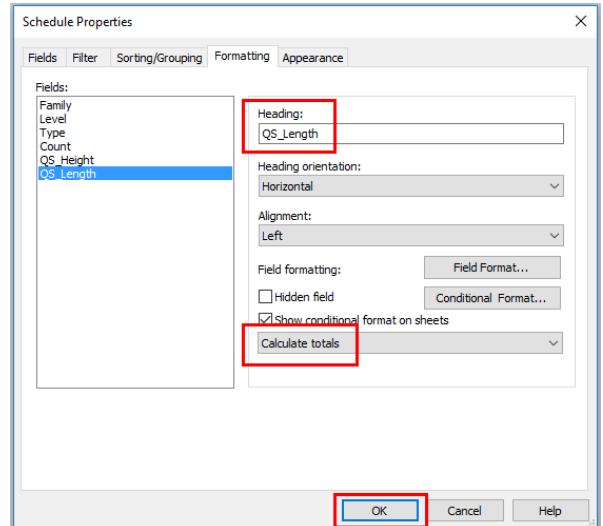 Schedule Properties
Fields Filter Sorting/Grouping Formatting Appearance
Fields:
Family
Level
Type
Count
QS_Height
QS_Length
Heading:
QS_Length
Heading orientation:
Horizontal
Alignment:
Left
Field formatting:
Field Format...
Hidden field
Conditional Format...
Show conditional format on sheets
Calculate totals
OK Cancel Help